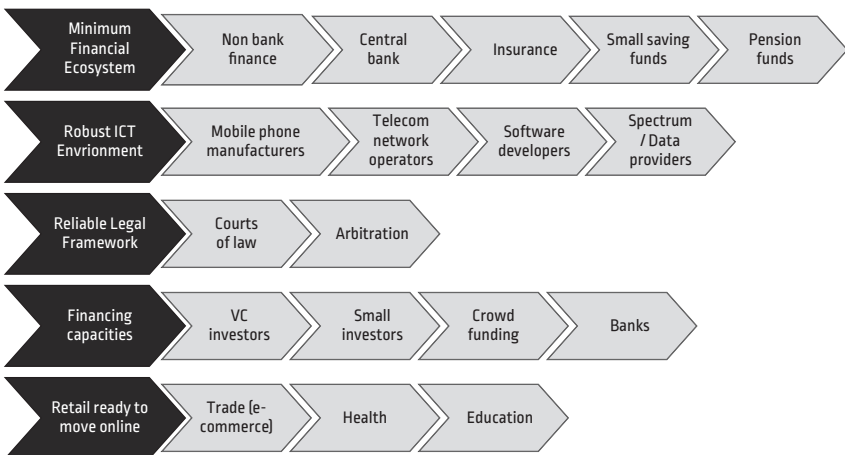 Minimum
Financial
Ecosystem
Non bank
finance
Central
bank
Insurance
Small saving
funds
Pension
funds
Robust ICT
Envrionment
Mobile phone
manufacturers
Telecom
network
operators
Software
developers
Spectrum
/ Data
providers
Reliable Legal
Framework
Courts
of law
Arbitration
Financing
capacities
VC
investors
Small
investors
Crowd
funding
Banks
Retail ready to
move online
Trade (e-
commerce)
Health
Education